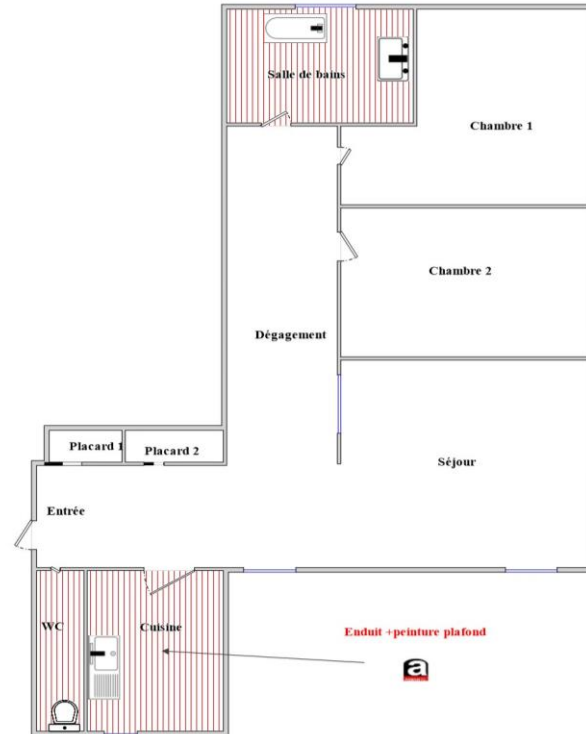 Salle de bains
Chambre 1
Chambre 2
Dégagement
Placard 1
Placard 2
Séjour
Entrée
WC
Cuisine
Enduit +peinture plafond
a